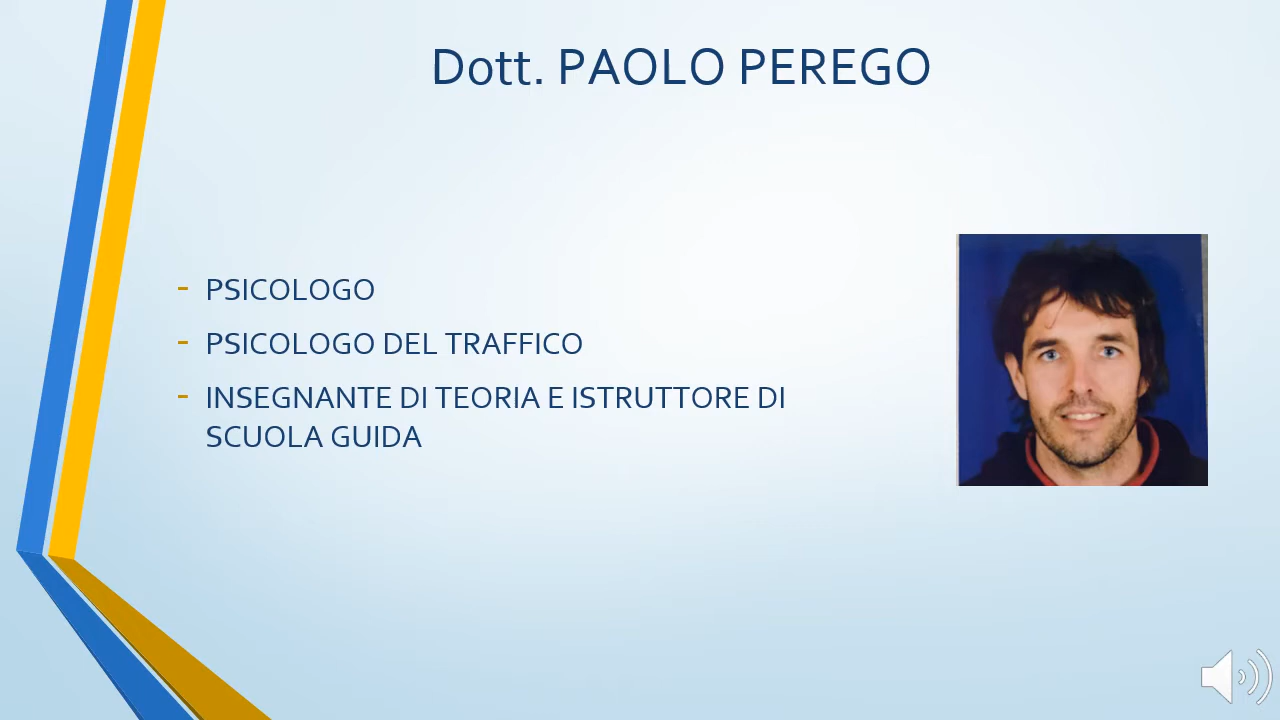 Dott. PAOLO PEREGO
- PSICOLOGO
- PSICOLOGO DEL TRAFFICO
- INSEGNANTE DI TEORIA E ISTRUTTORE DI
SCUOLA GUIDA